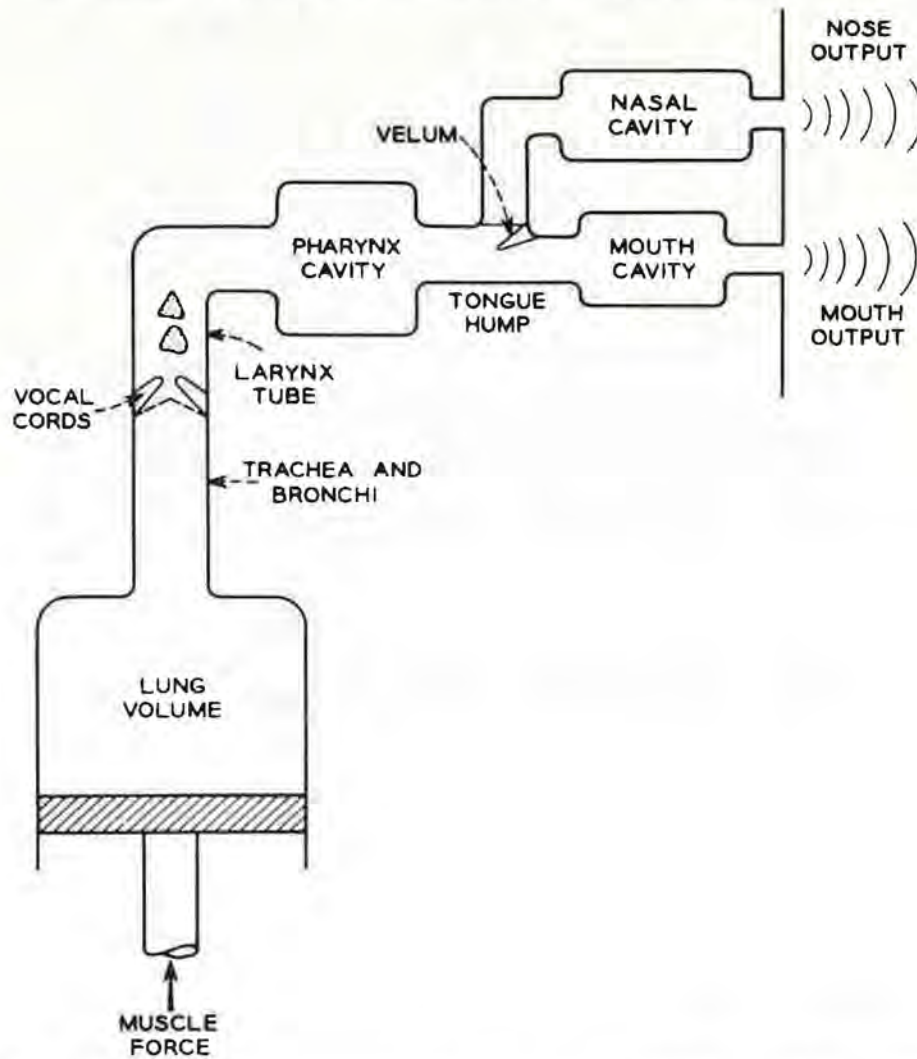 NOSE
OUTPUT
NASAL
CAVITY
VELUM
PHARYNX
CAVITY
MOUTH
CAVITY
TONGUE
HUMP
MOUTH
OUTPUT
LARYNX
TUBE
VOCAL
CORDS
TRACHEA AND
BRONCHI
LUNG
VOLUME
MUSCLE
FORCE